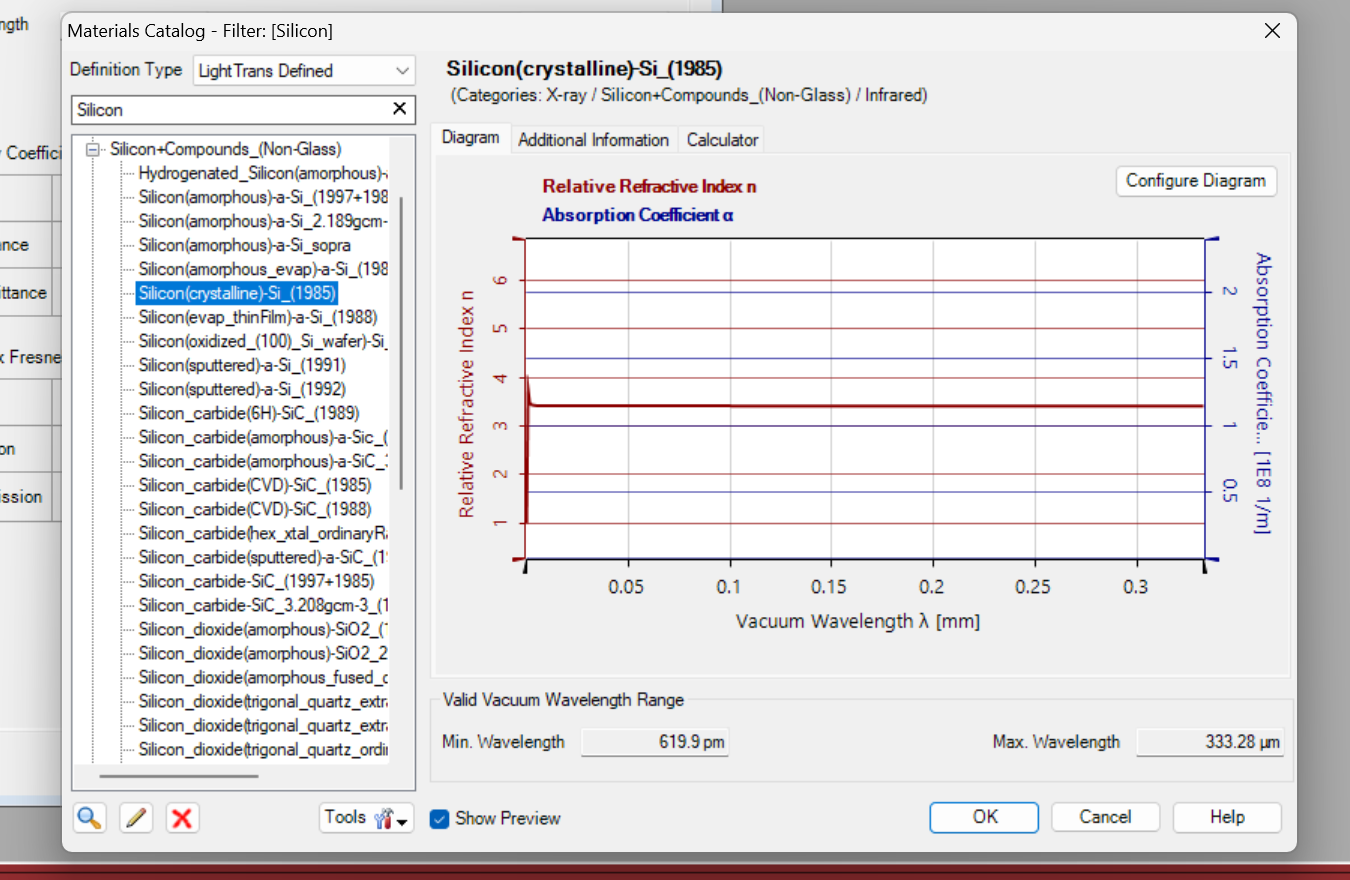 ngth
Coeffici
nce
ittance
x Fresne
on
ission
Materials Catalog - Filter: [Silicon]
Definition Type LightTrans Defined
Silicon
Silicon+Compounds_(Non-Glass)
Hydrogenated_Silicon(amorphous)-
Silicon(amorphous)-a-Si_(1997+198
Silicon(amorphous)-a-Si_2.189gcm-
Silicon(amorphous)-a-Si_sopra
Silicon(amorphous_evap)-a-Si_(198
Silicon(crystalline)-Si_(1985)
Silicon(evap_thinFilm)-a-Si_(1988)
Silicon(oxidized_(100)_Si_wafer)-Si_
Silicon(sputtered)-a-Si_(1991)
Silicon(sputtered)-a-Si_(1992)
Silicon_carbide(6H)-SiC_(1989)
Silicon_carbide(amorphous)-a-Sic_(
Silicon_carbide(amorphous)-a-SiC_
Silicon_carbide(CVD)-SiC_(1985)
Silicon_carbide(CVD)-SiC_(1988)
Silicon_carbide(hex_xtal_ordinaryRa
Silicon_carbide(sputtered)-a-SiC_(1
Silicon_carbide-SiC_(1997+1985)
Silicon_carbide-SiC_3.208gcm-3_(1
Silicon_dioxide(amorphous)-SiO2_(
Silicon_dioxide(amorphous)-SiO2_2
Silicon_dioxide(amorphous_fused_
Silicon_dioxide(trigonal_quartz_extr
Silicon_dioxide(trigonal_quartz_extr
Silicon_dioxide(trigonal_quartz_ordi
Tools
Silicon(crystalline)-Si_(1985)
(Categories: X-ray / Silicon+Compounds_(Non-Glass) / Infrared)
Diagram Additional Information Calculator
Configure Diagram
Relative Refractive Index n
Absorption Coefficient α
Relative Refractive Index n
6
5
4
3
2
1
2
1.5
1
0.5
Absorption Coefficie... [1E8 1/m]
0.05 0.1 0.15 0.2 0.25 0.3
Vacuum Wavelength λ [mm]
Valid Vacuum Wavelength Range
Min. Wavelength 619.9 pm Max. Wavelength 333.28 µm
Show Preview OK Cancel Help